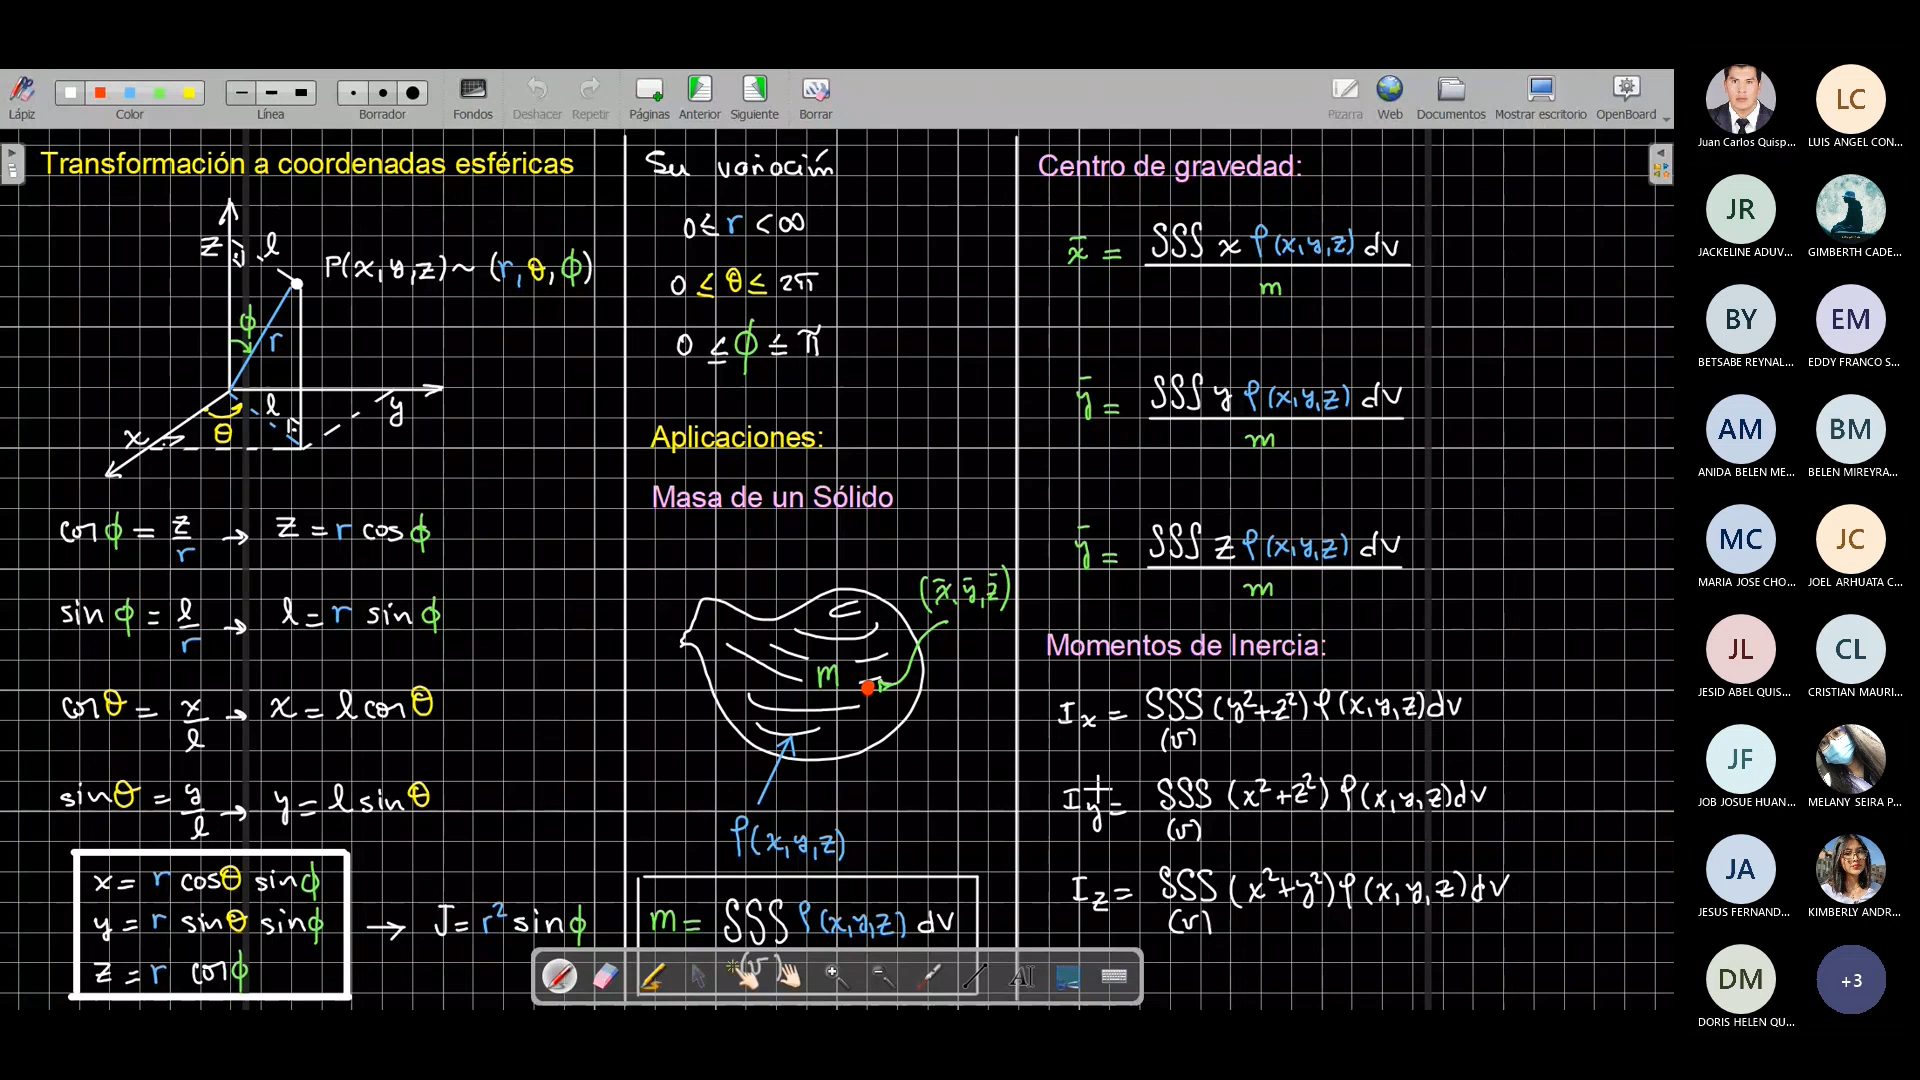 Lápiz Color Línea Borrador Fondos Deshacer Repetir Páginas Anterior Siguiente Borrar Pizarra Web Documentos Mostrar escritorio OpenBoard
Transformación a coordenadas esféricas
z l
P(x,y,z) ~ (r,θ,ϕ)
ϕ r
l y
x θ
cos ϕ = z/r → z = r cos ϕ
sin ϕ = l/r → l = r sin ϕ
cos θ = x/l → x = l cos θ
sin θ = y/l → y = l sin θ
x = r cosθ sinϕ
y = r sinθ sinϕ → J = r² sin ϕ
z = r cosϕ
Su variación
0 ≤ r < ∞
0 ≤ θ ≤ 2π
0 ≤ ϕ ≤ π
Aplicaciones:
Masa de un Sólido
(x̄, ȳ, z̄)
m
ρ(x,y,z)
m = ∭ ρ(x,y,z) dv
(v)
AI
Centro de gravedad:
x̄ = ∭ x ρ(x,y,z) dv / m
ȳ = ∭ y ρ(x,y,z) dv / m
ȳ = ∭ z ρ(x,y,z) dv / m
Momentos de Inercia:
Ix = ∭ (y²+z²) ρ(x,y,z) dv
(v)
Iy = ∭ (x²+z²) ρ(x,y,z) dv
(v)
Iz = ∭ (x²+y²) ρ(x,y,z) dv
(v)
LC
Juan Carlos Quisp... LUIS ANGEL CON...
JR
JACKELINE ADUV... GIMBERTH CADE...
BY EM
BETSABE REYNAL... EDDY FRANCO S...
AM BM
ANIDA BELEN ME... BELEN MIREYRA...
MC JC
MARIA JOSE CHO... JOEL ARHUATA C...
JL CL
JESID ABEL QUIS... CRISTIAN MAURI...
JF
JOB JOSUE HUAN... MELANY SEIRA P...
JA
JESUS FERNAND... KIMBERLY ANDR...
DM +3
DORIS HELEN QU...